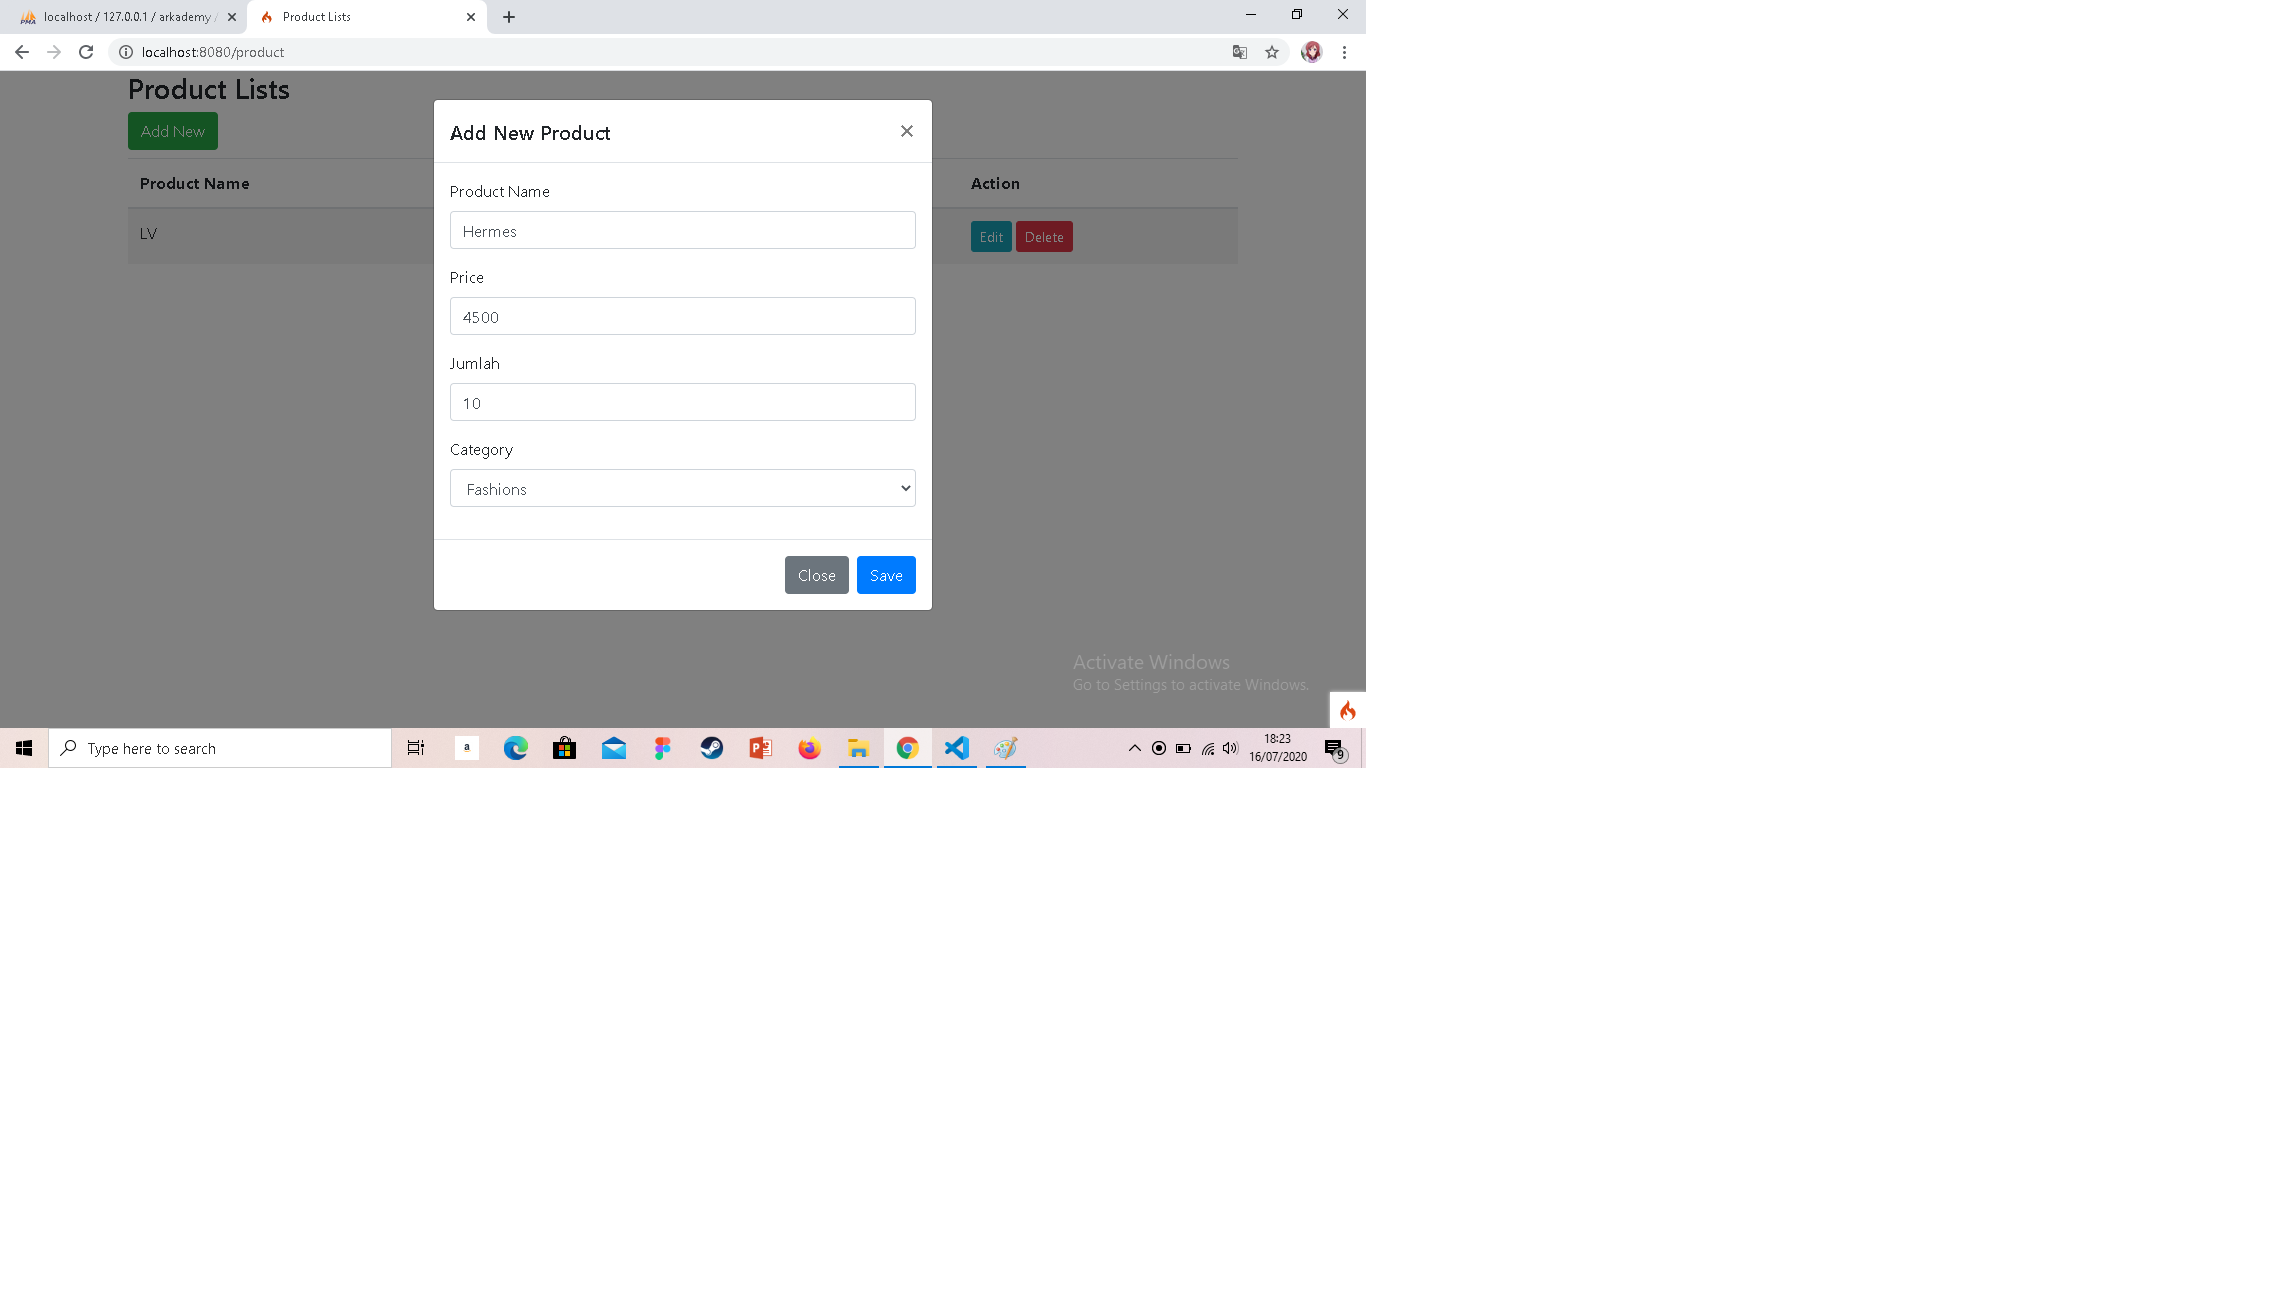 localhost / 127.0.0.1 / arkademy /
Product Lists
localhost:8080/product
Product Lists
Add New
Product Name
Action
LV
Edit
Delete
Add New Product
Product Name
Hermes
Price
4500
Jumlah
10
Category
Fashions
Close
Save
Activate Windows
Go to Settings to activate Windows.
Type here to search
18:23
16/07/2020
9